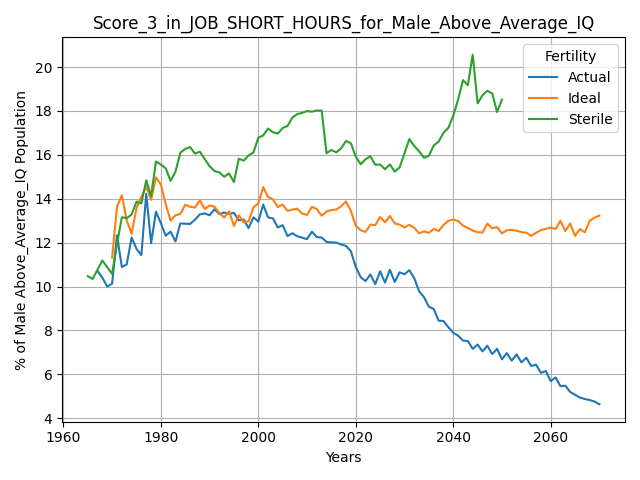 Score_3_in_JOB_SHORT_HOURS_for_Male_Above_Average_IQ
% of Male Above_Average_IQ Population
20
18
16
14
12
10
8
6
4
Fertility
Actual
Ideal
Sterile
1960
1980
2000
2020
2040
2060
Years